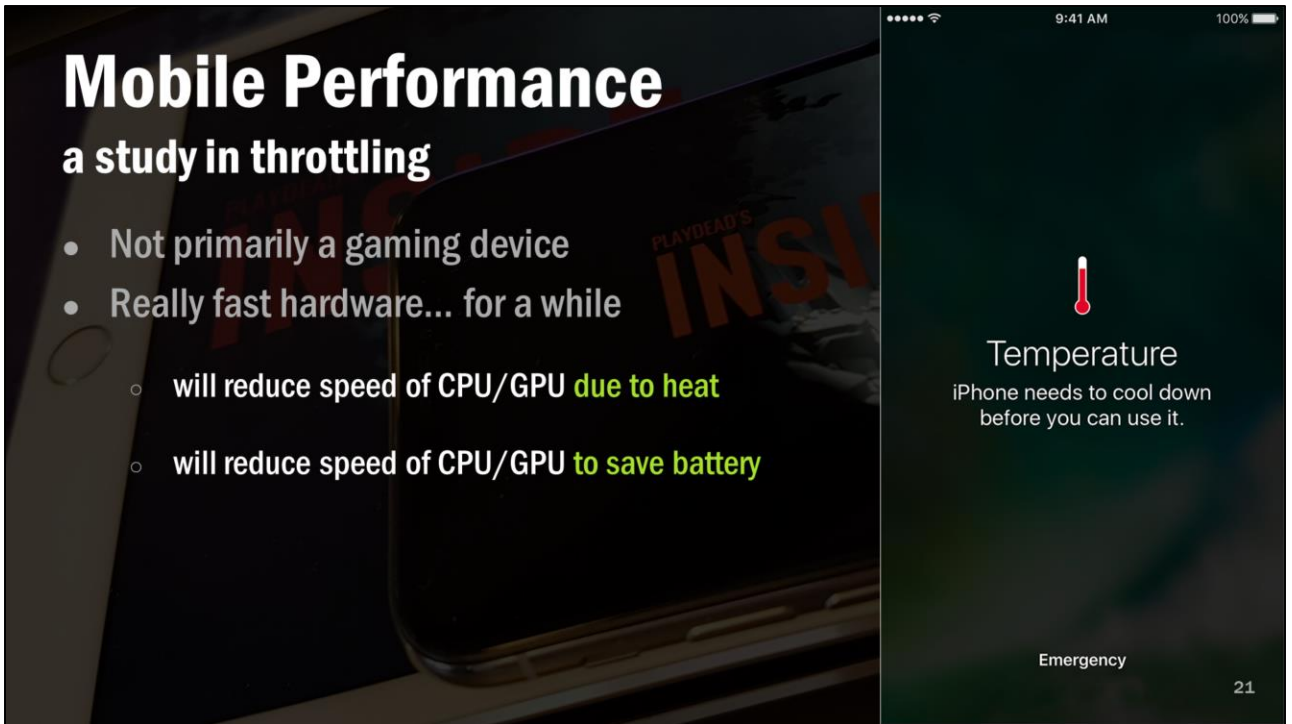 Mobile Performance
a study in throttling
● Not primarily a gaming device
● Really fast hardware... for a while
○ will reduce speed of CPU/GPU due to heat
○ will reduce speed of CPU/GPU to save battery
PLAYDEAD'S
INS
PLAYDEAD'S
INSI
9:41 AM
100%
Temperature
iPhone needs to cool down
before you can use it.
Emergency
21